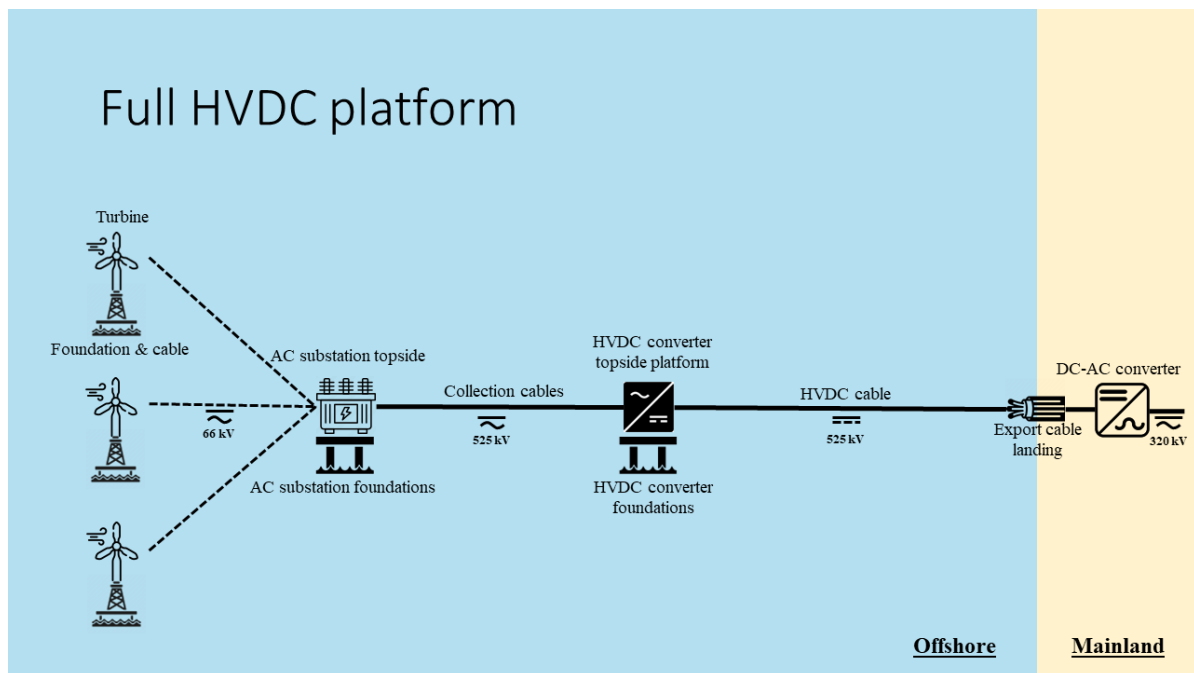 Full HVDC platform
Turbine
Foundation & cable
66 kV
AC substation topside
AC substation foundations
Collection cables
525 kV
HVDC converter
topside platform
HVDC converter
foundations
HVDC cable
525 kV
Export cable
landing
DC-AC converter
320 kV
Offshore
Mainland